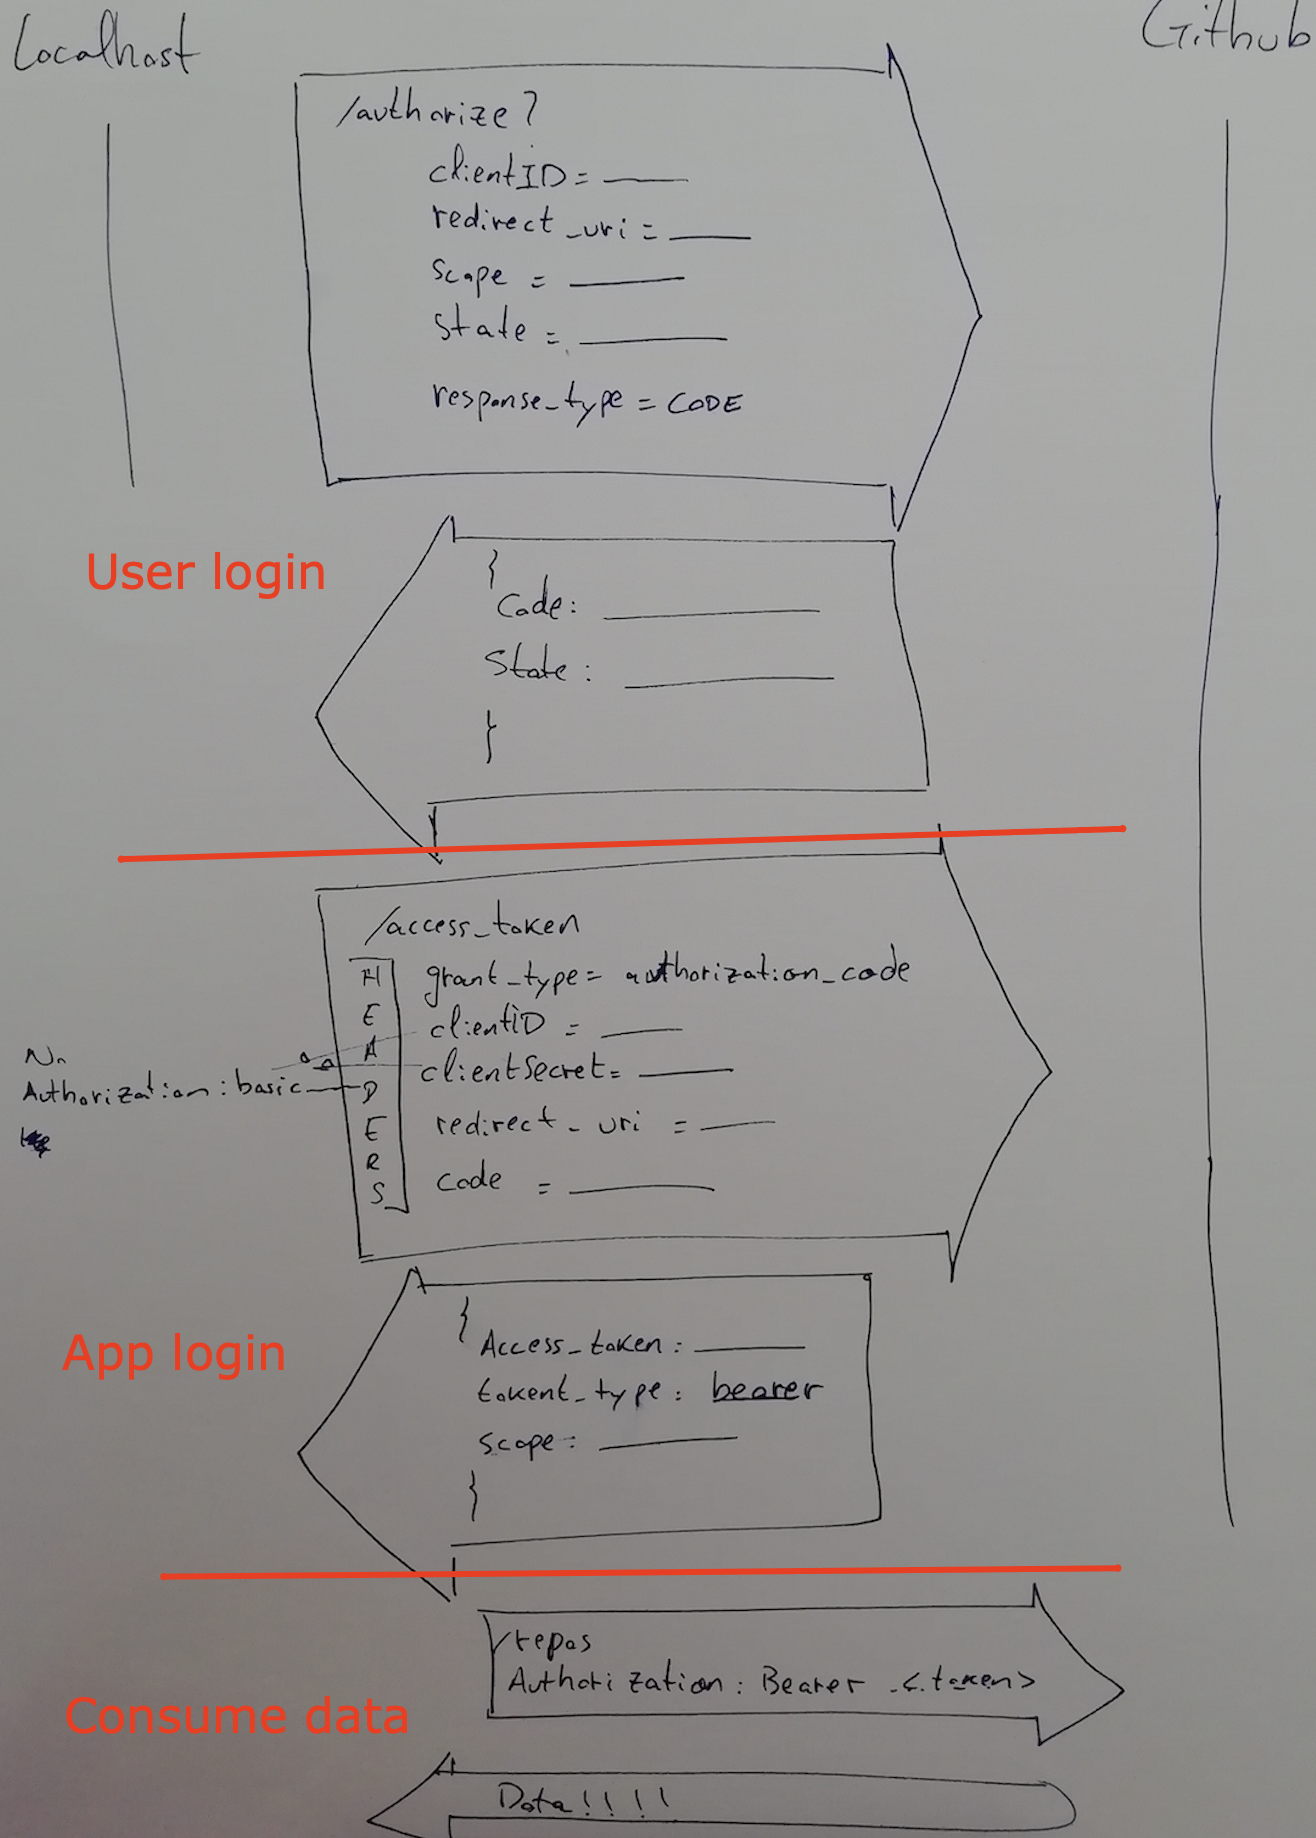 Localhost
Github
/authorize?
clientID = ____
redirect_uri = ____
scope = ____
state = ____
response_type = CODE
User login
{
Code: ____
State: ____
}
/access_token
HEADERS
grant_type= authorization_code
clientID = ____
clientSecret= ____
redirect_uri = ____
code = ____
No
Authorization: basic
{
Access_token: ____
tokent_type: bearer
scope: ____
}
App login
/repos
Authorization: Bearer <token>
Consume data
Data!!!!